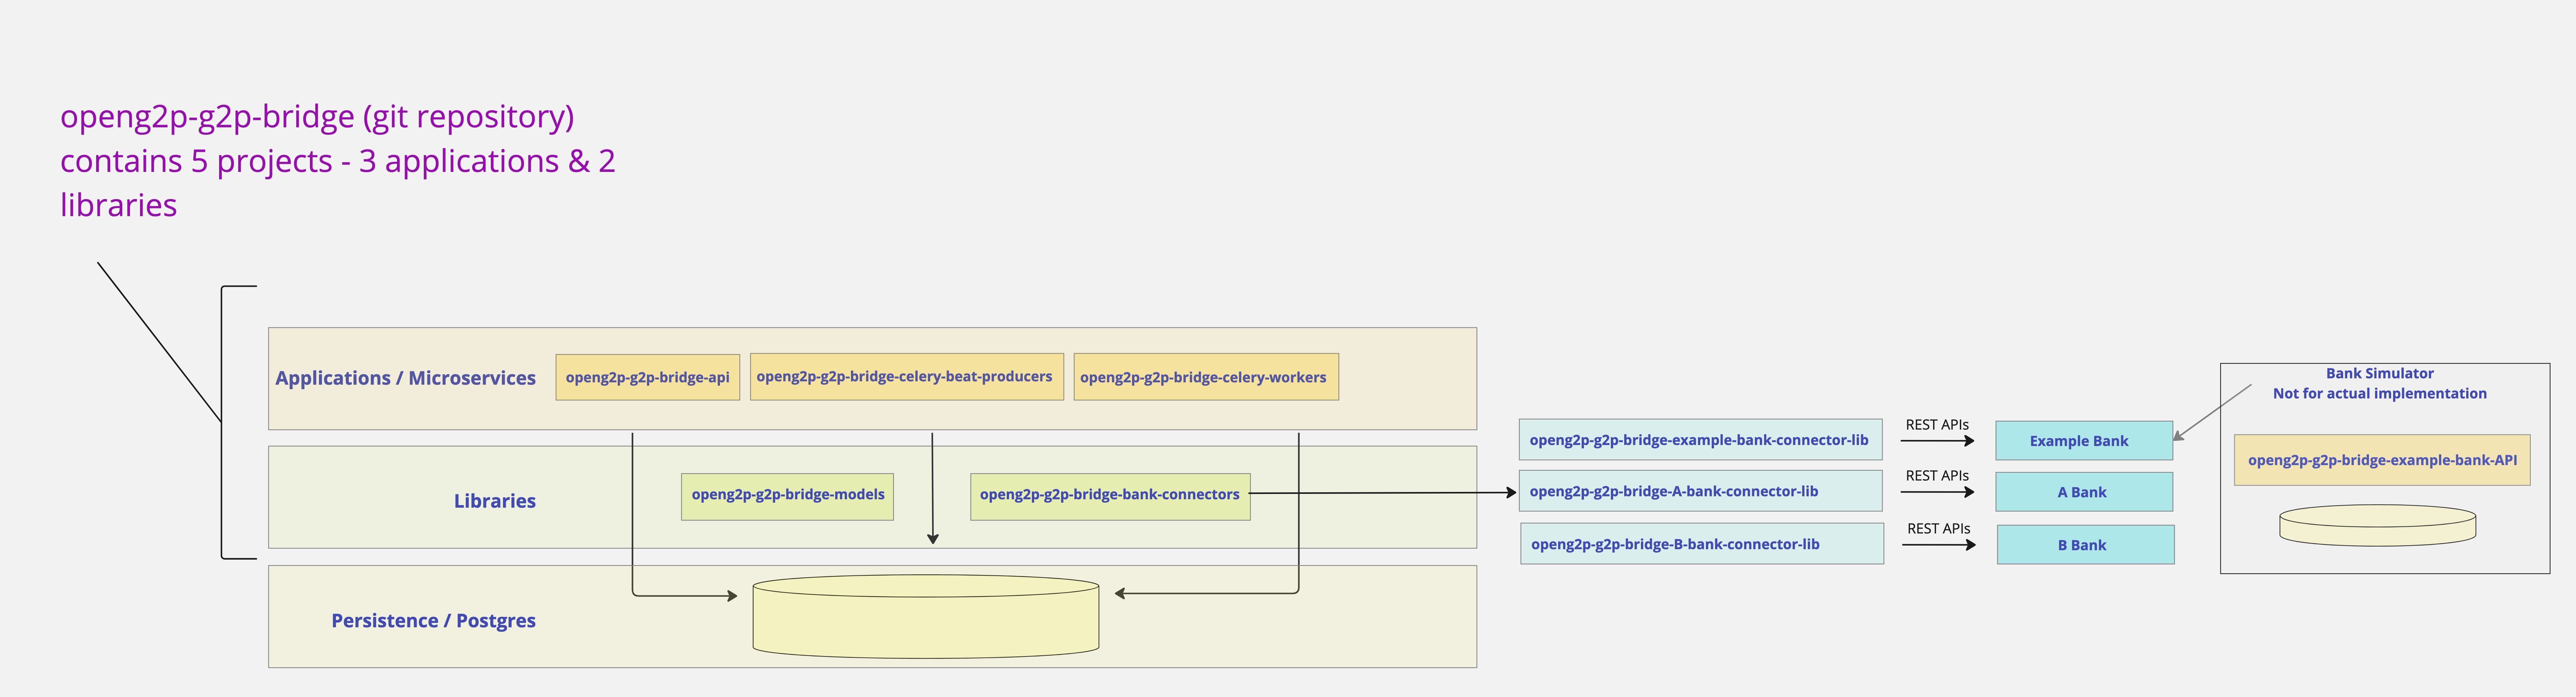 openg2p-g2p-bridge (git repository)
contains 5 projects - 3 applications & 2
libraries
Applications / Microservices
openg2p-g2p-bridge-api
openg2p-g2p-bridge-celery-beat-producers
openg2p-g2p-bridge-celery-workers
Libraries
openg2p-g2p-bridge-models
openg2p-g2p-bridge-bank-connectors
Persistence / Postgres
openg2p-g2p-bridge-example-bank-connector-lib
REST APIs
Example Bank
openg2p-g2p-bridge-A-bank-connector-lib
REST APIs
A Bank
openg2p-g2p-bridge-B-bank-connector-lib
REST APIs
B Bank
Bank Simulator
Not for actual implementation
openg2p-g2p-bridge-example-bank-API